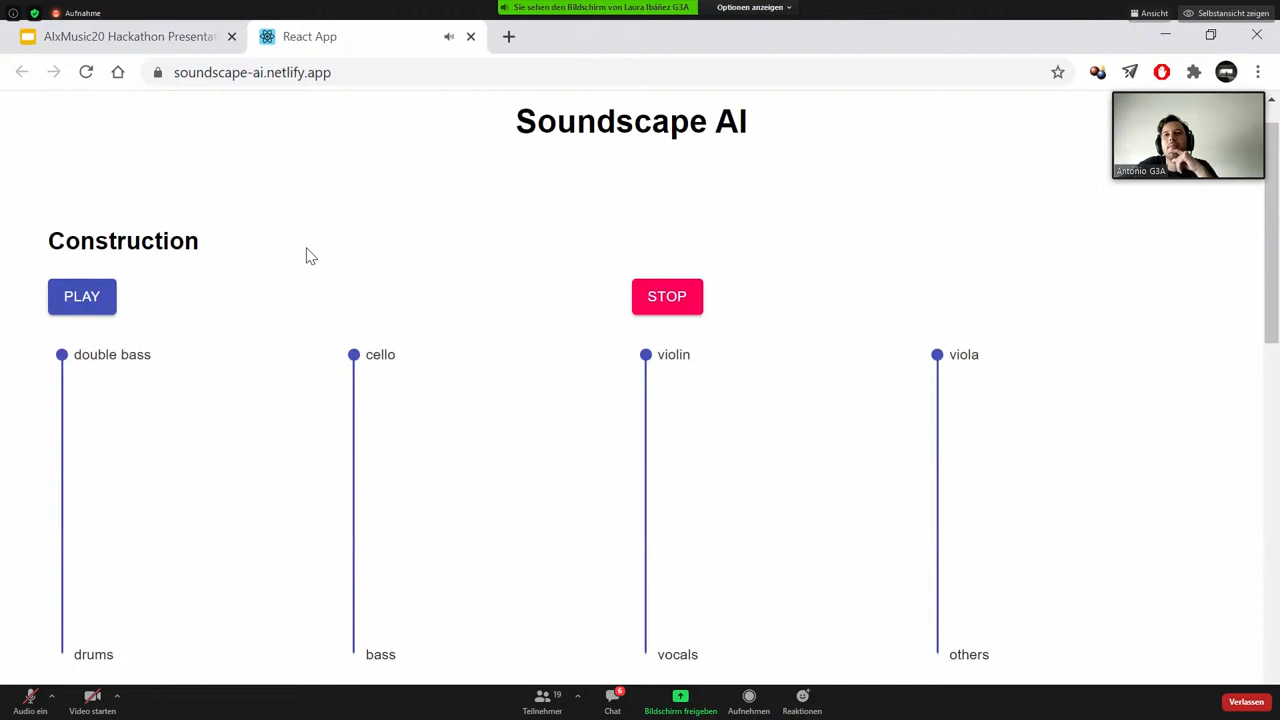 Aufnahme
Sie sehen den Bildschirm von Laura Ibáñez G3A
Optionen anzeigen
Ansicht
Selbstansicht zeigen
AIxMusic20 Hackathon Presentat
React App
soundscape-ai.netlify.app
Soundscape AI
Antonio G3A
Construction
PLAY
STOP
double bass
cello
violin
viola
drums
bass
vocals
others
Audio ein
Video starten
19
Teilnehmer
6
Chat
Bildschirm freigeben
Aufnehmen
Reaktionen
Verlassen